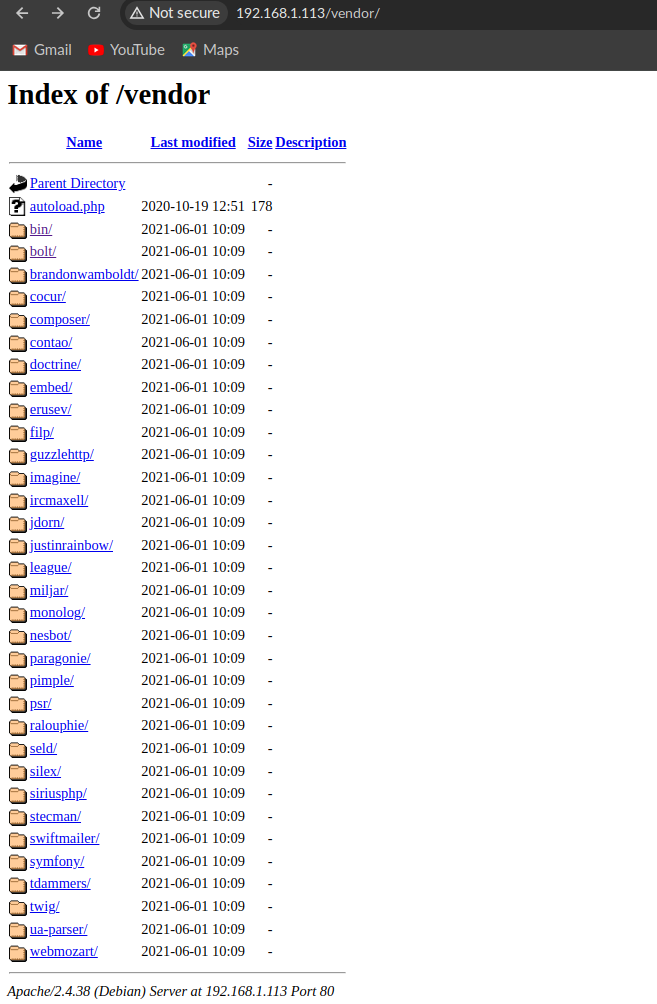 Not secure 192.168.1.113/vendor/
Gmail YouTube Maps
Index of /vendor
Name Last modified Size Description
Parent Directory -
autoload.php 2020-10-19 12:51 178
bin/ 2021-06-01 10:09 -
bolt/ 2021-06-01 10:09 -
brandonwamboldt/ 2021-06-01 10:09 -
cocur/ 2021-06-01 10:09 -
composer/ 2021-06-01 10:09 -
contao/ 2021-06-01 10:09 -
doctrine/ 2021-06-01 10:09 -
embed/ 2021-06-01 10:09 -
erusev/ 2021-06-01 10:09 -
filp/ 2021-06-01 10:09 -
guzzlehttp/ 2021-06-01 10:09 -
imagine/ 2021-06-01 10:09 -
ircmaxell/ 2021-06-01 10:09 -
jdorn/ 2021-06-01 10:09 -
justinrainbow/ 2021-06-01 10:09 -
league/ 2021-06-01 10:09 -
miljar/ 2021-06-01 10:09 -
monolog/ 2021-06-01 10:09 -
nesbot/ 2021-06-01 10:09 -
paragonie/ 2021-06-01 10:09 -
pimple/ 2021-06-01 10:09 -
psr/ 2021-06-01 10:09 -
ralouphie/ 2021-06-01 10:09 -
seld/ 2021-06-01 10:09 -
silex/ 2021-06-01 10:09 -
siriusphp/ 2021-06-01 10:09 -
stecman/ 2021-06-01 10:09 -
swiftmailer/ 2021-06-01 10:09 -
symfony/ 2021-06-01 10:09 -
tdammers/ 2021-06-01 10:09 -
twig/ 2021-06-01 10:09 -
ua-parser/ 2021-06-01 10:09 -
webmozart/ 2021-06-01 10:09 -
Apache/2.4.38 (Debian) Server at 192.168.1.113 Port 80